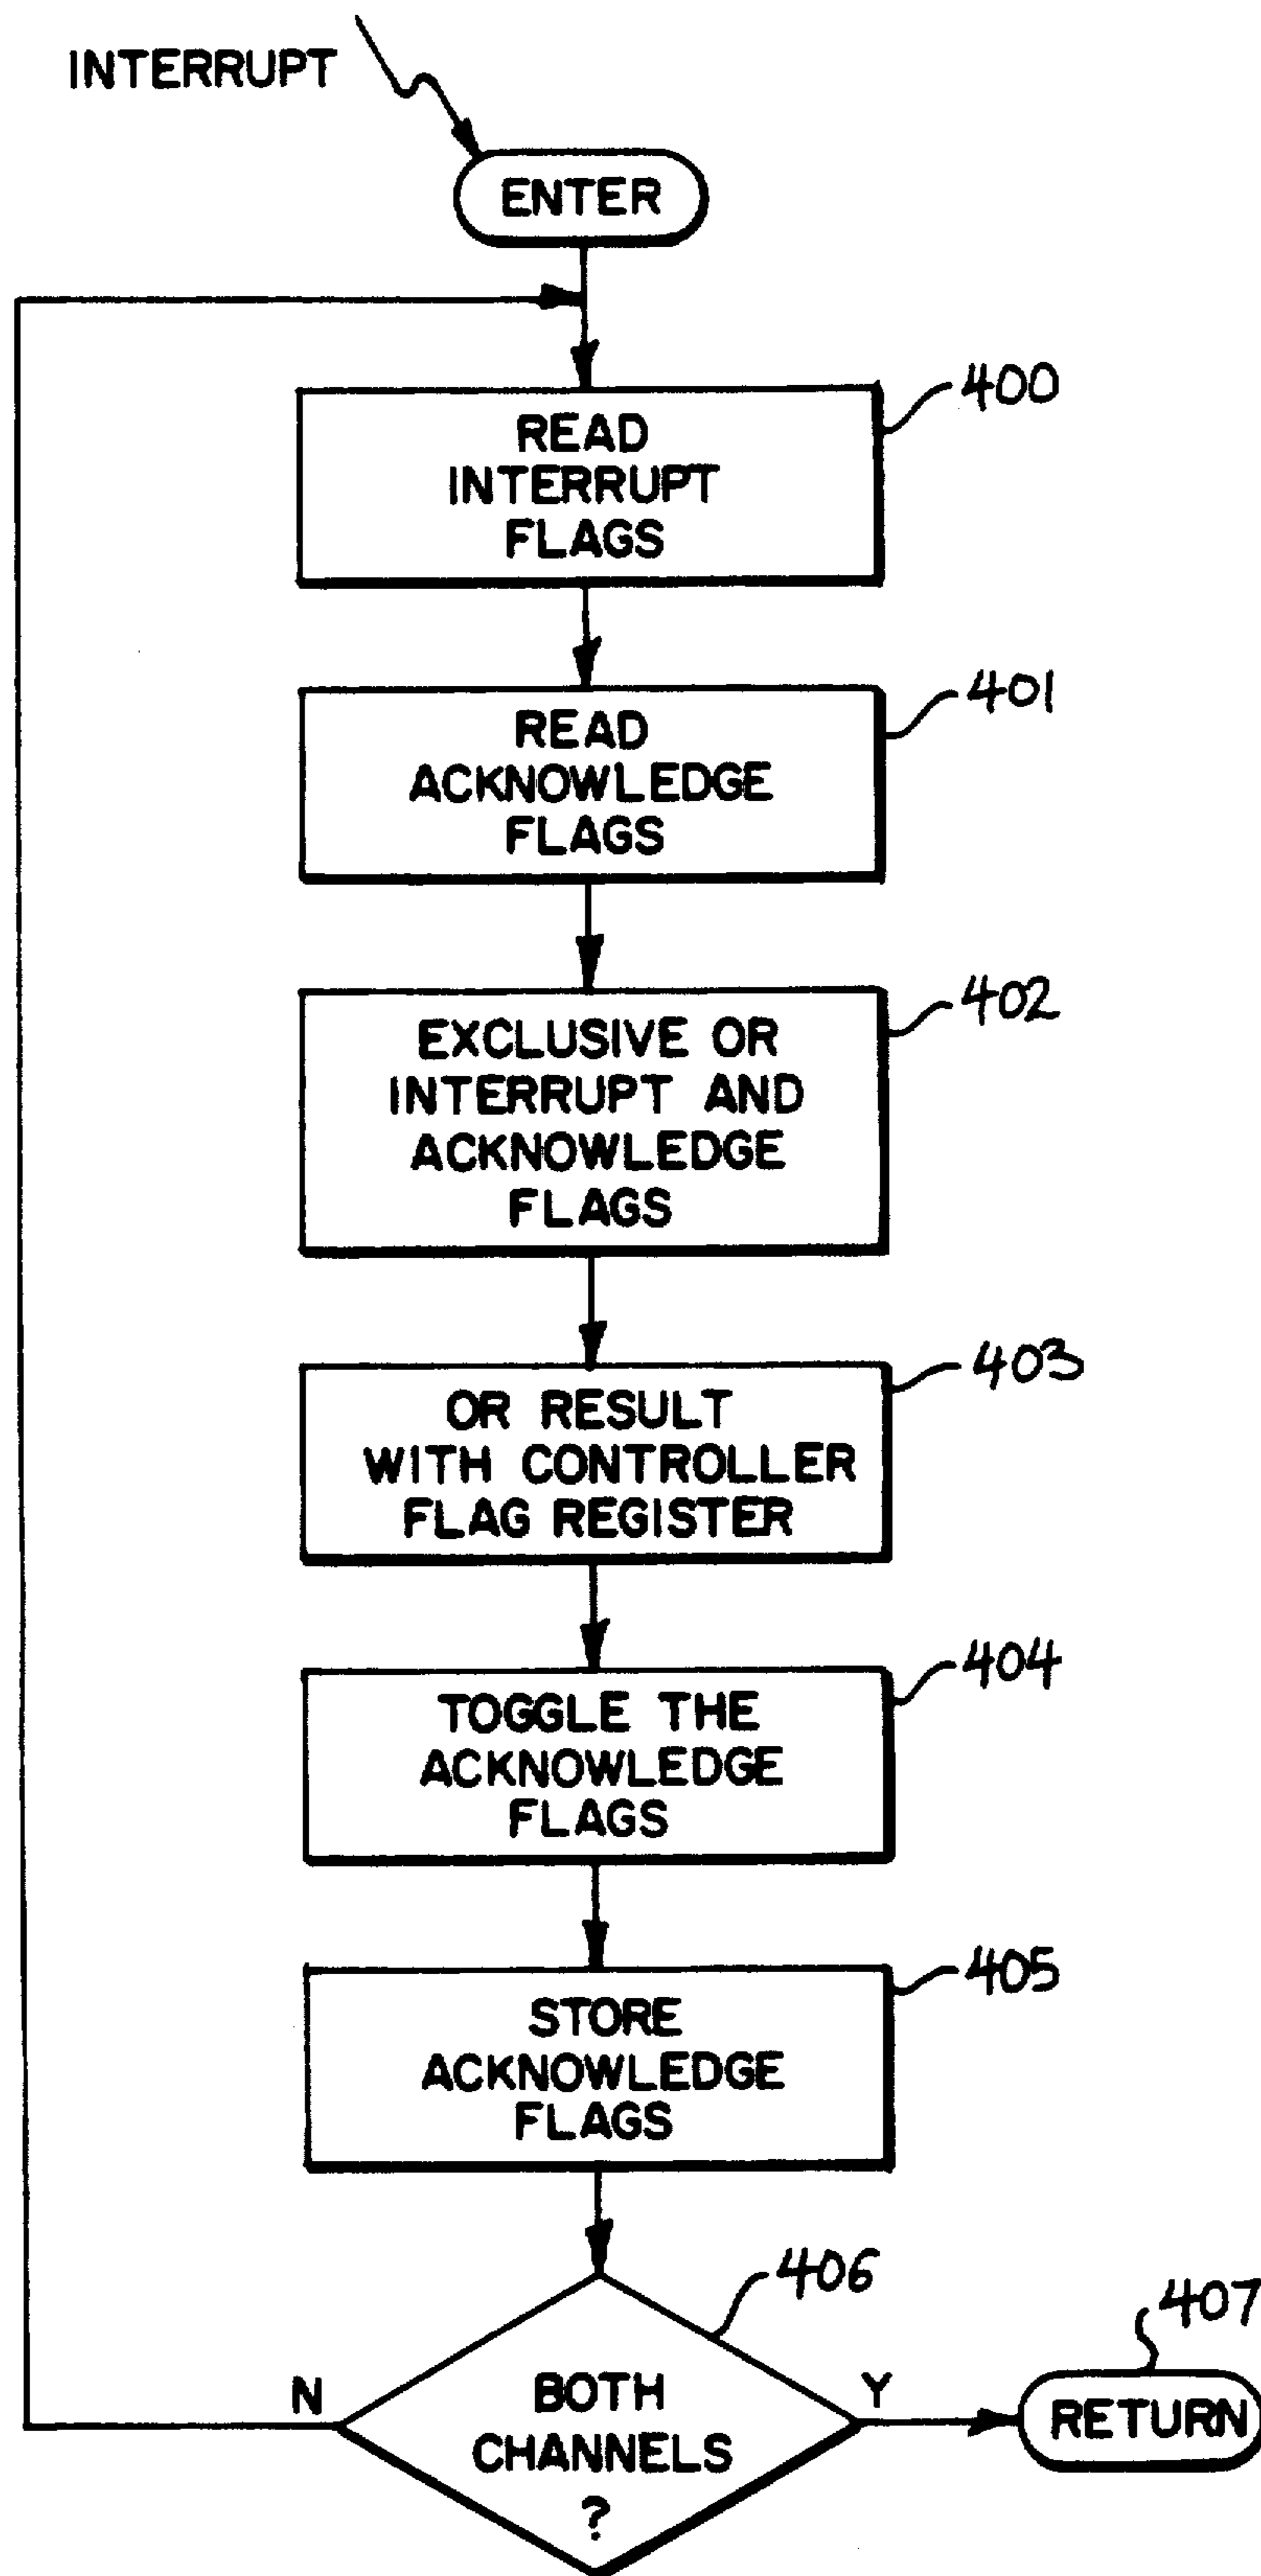 INTERRUPT
ENTER
400
READ
INTERRUPT
FLAGS
401
READ
ACKNOWLEDGE
FLAGS
402
EXCLUSIVE OR
INTERRUPT AND
ACKNOWLEDGE
FLAGS
403
OR RESULT
WITH CONTROLLER
FLAG REGISTER
404
TOGGLE THE
ACKNOWLEDGE
FLAGS
405
STORE
ACKNOWLEDGE
FLAGS
406
407
N
BOTH
CHANNELS
?
Y
RETURN